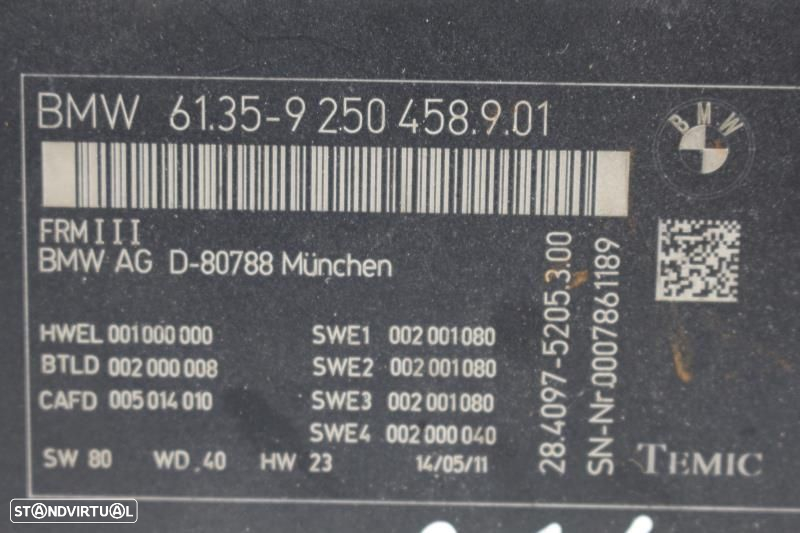 BMW 61.35-9 250 458.9.01
BMW
FRM III
BMW AG D-80788 München
HWEL 001 000 000
BTLD 002 000 008
CAFD 005 014 010
SWE1 002 001 080
SWE2 002 001 080
SWE3 002 001 080
SWE4 002 000 040
SW 80 WD .40 HW 23 14/05/11
28.4097-5205.3.00
SN-Nr.0007861189
TEMIC
STANDVIRTUAL